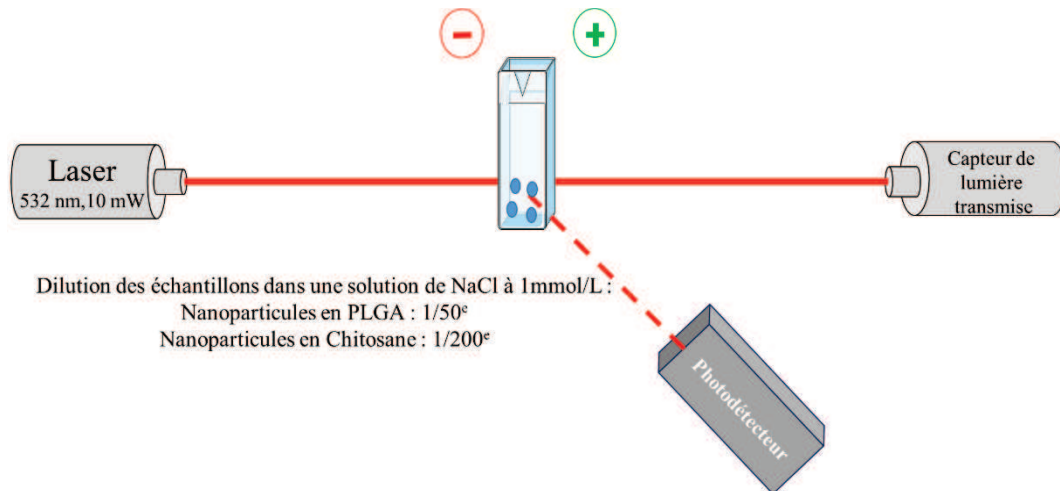 − +
Laser
532 nm,10 mW
Capteur de
lumière
transmise
Dilution des échantillons dans une solution de NaCl à 1mmol/L :
Nanoparticules en PLGA : 1/50ᵉ
Nanoparticules en Chitosane : 1/200ᵉ
Photodétecteur